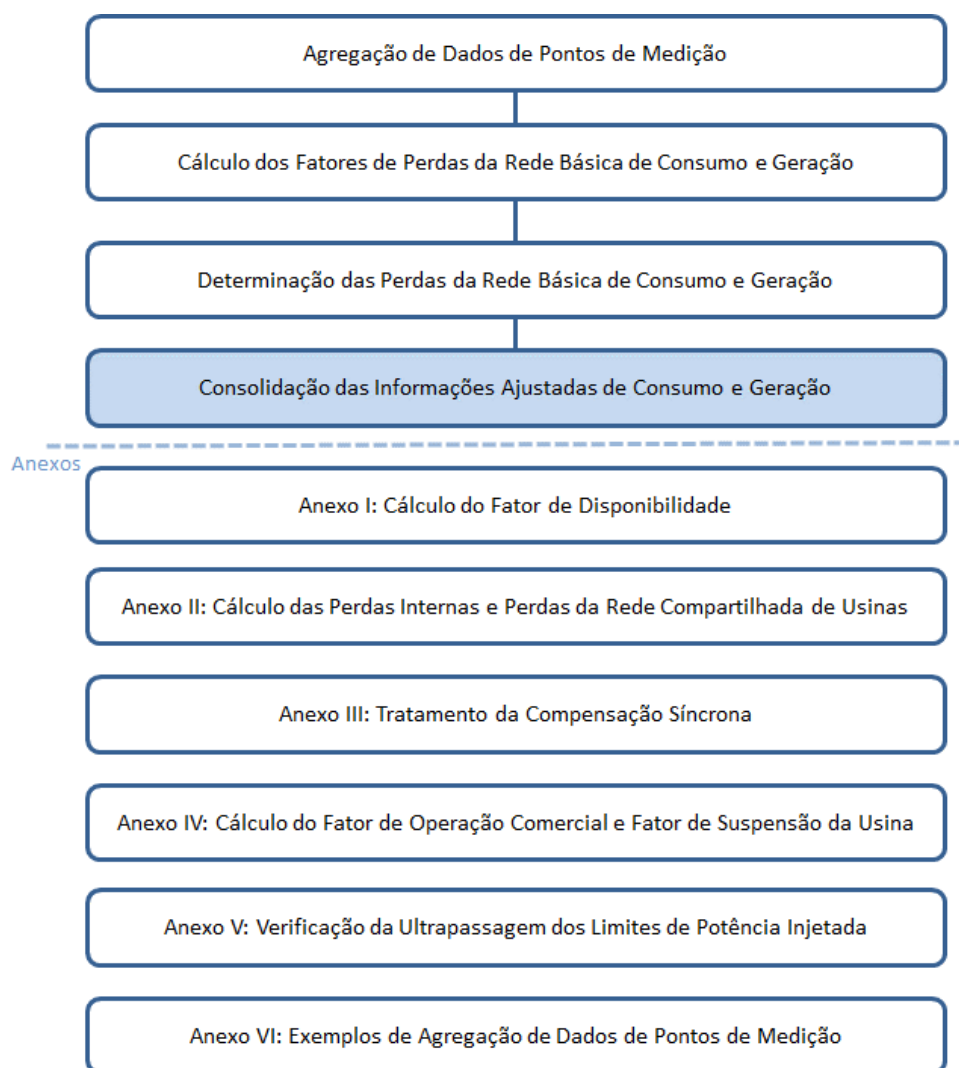 Agregação de Dados de Pontos de Medição
Cálculo dos Fatores de Perdas da Rede Básica de Consumo e Geração
Determinação das Perdas da Rede Básica de Consumo e Geração
Consolidação das Informações Ajustadas de Consumo e Geração
Anexos
Anexo I: Cálculo do Fator de Disponibilidade
Anexo II: Cálculo das Perdas Internas e Perdas da Rede Compartilhada de Usinas
Anexo III: Tratamento da Compensação Síncrona
Anexo IV: Cálculo do Fator de Operação Comercial e Fator de Suspensão da Usina
Anexo V: Verificação da Ultrapassagem dos Limites de Potência Injetada
Anexo VI: Exemplos de Agregação de Dados de Pontos de Medição